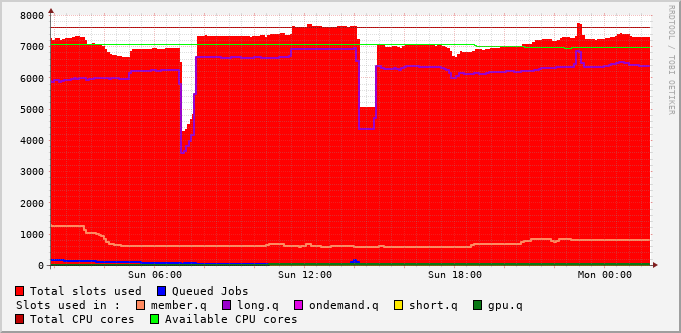 8000
7000
6000
5000
4000
3000
2000
1000
0
Sun 06:00 Sun 12:00 Sun 18:00 Mon 00:00
Total slots used Queued Jobs
Slots used in : member.q long.q ondemand.q short.q gpu.q
Total CPU cores Available CPU cores
RRDTOOL / TOBI OETIKER